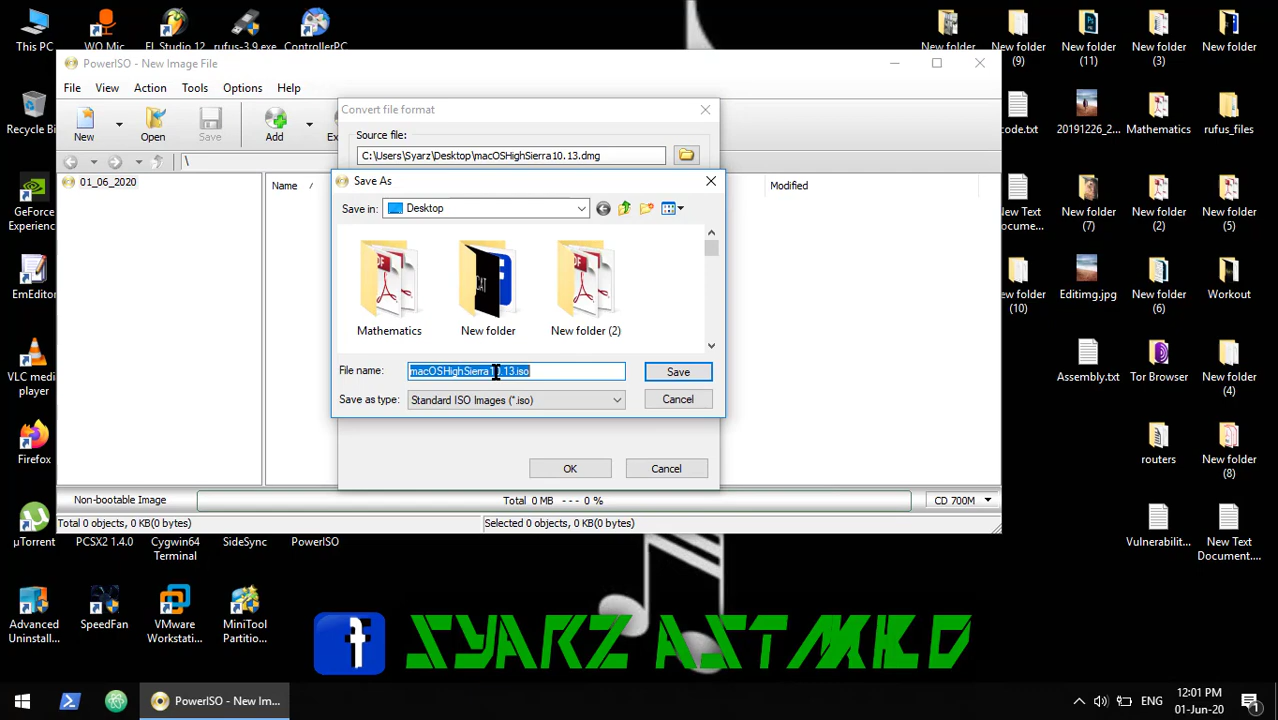 This PC
WO Mic
FL Studio 12
rufus-3.9.exe
ControllerPC
New folder
New folder (9)
New folder (11)
New folder (3)
New folder
PowerISO - New Image File
File
View
Action
Tools
Options
Help
New
Open
Save
Add
\
01_06_2020
Name
Modified
Convert file format
Source file:
C:\Users\Syarz\Desktop\macOSHighSierra10.13.dmg
Save As
Save in:
Desktop
Mathematics
New folder
New folder (2)
File name:
macOSHighSierra10.13.iso
Save
Save as type:
Standard ISO Images (*.iso)
Cancel
OK
Cancel
Non-bootable Image
Total 0 MB --- 0 %
CD 700M
Total 0 objects, 0 KB(0 bytes)
Selected 0 objects, 0 KB(0 bytes)
Recycle Bin
GeForce
Experience
EmEditor
VLC media
player
Firefox
µTorrent
PCSX2 1.4.0
Cygwin64
Terminal
SideSync
PowerISO
Advanced
Uninstall...
SpeedFan
VMware
Workstati...
MiniTool
Partitio...
code.txt
20191226_2...
Mathematics
rufus_files
New Text
Docume...
New folder
(7)
New folder
(2)
New folder
(5)
New folder
(10)
Editimg.jpg
New folder
(6)
Workout
Assembly.txt
Tor Browser
routers
New folder
(8)
Vulnerabilit...
New Text
Document....
SYARZ ASTMKD
PowerISO - New Im...
ENG
12:01 PM
01-Jun-20
1